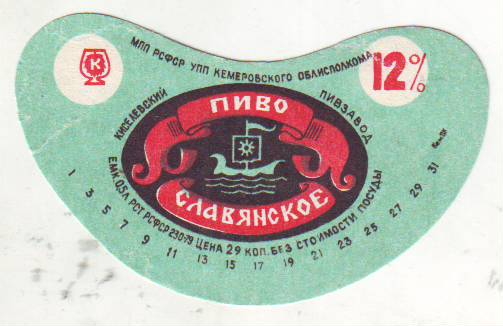 МПП РСФСР УПП КЕМЕРОВСКОГО ОБЛИСПОЛКОМА
К
12%
КИСЕЛЕВСКИЙ
ПИВЗАВОД
ПИВО
СЛАВЯНСКОЕ
ЕМК.0,5Л. РСТ РСФСР 230-79 ЦЕНА 29 КОП. БЕЗ СТОИМОСТИ ПОСУДЫ
1 3 5 7 9 11 13 15 17 19 21 23 25 27 29 31